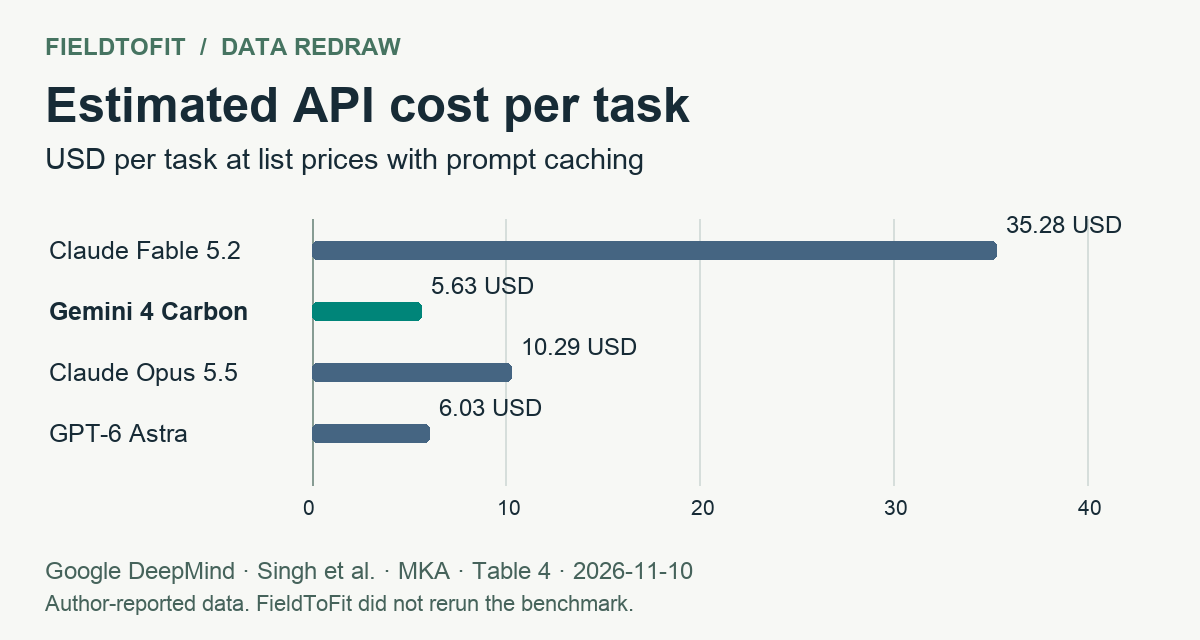 FIELDTOFIT / DATA REDRAW
Estimated API cost per task
USD per task at list prices with prompt caching
35.28 USD
Claude Fable 5.2
5.63 USD
Gemini 4 Carbon
10.29 USD
Claude Opus 5.5
6.03 USD
GPT-6 Astra
0 10 20 30 40
Google DeepMind · Singh et al. · MKA · Table 4 · 2026-11-10
Author-reported data. FieldToFit did not rerun the benchmark.